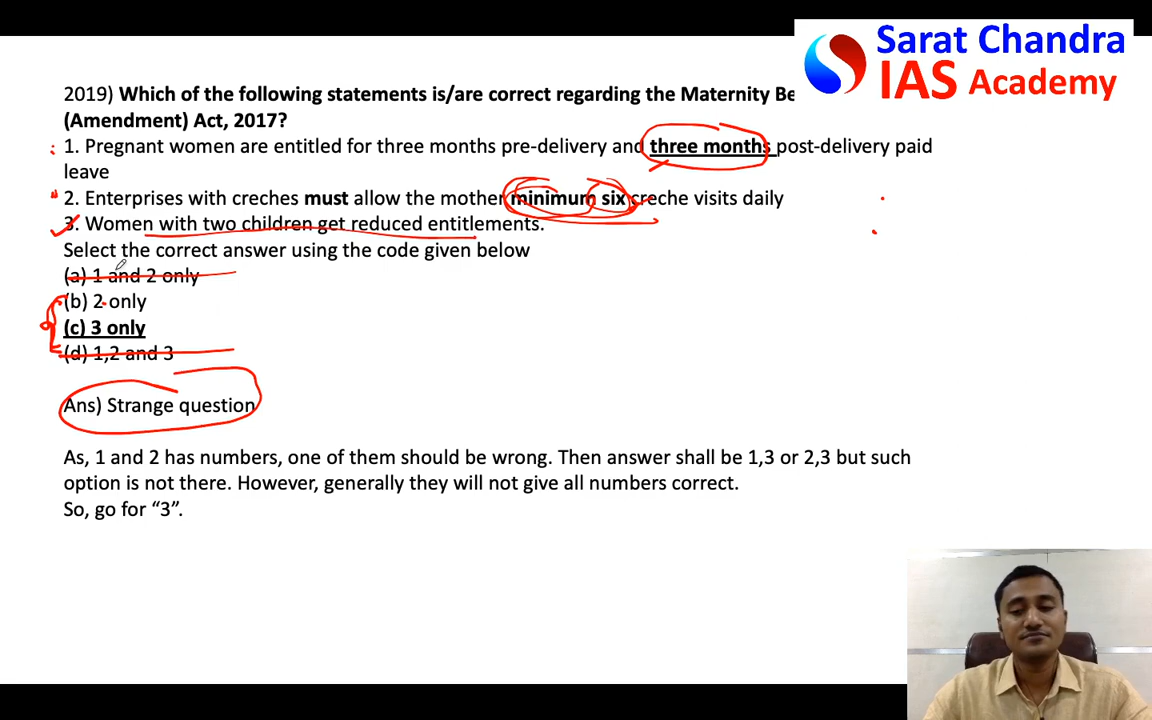 Sarat Chandra
IAS Academy
2019) Which of the following statements is/are correct regarding the Maternity Be
(Amendment) Act, 2017?
1. Pregnant women are entitled for three months pre-delivery and three months post-delivery paid
leave
2. Enterprises with creches must allow the mother minimum six creche visits daily
3. Women with two children get reduced entitlements.
Select the correct answer using the code given below
(a) 1 and 2 only
(b) 2 only
(c) 3 only
(d) 1,2 and 3
Ans) Strange question
As, 1 and 2 has numbers, one of them should be wrong. Then answer shall be 1,3 or 2,3 but such
option is not there. However, generally they will not give all numbers correct.
So, go for “3”.